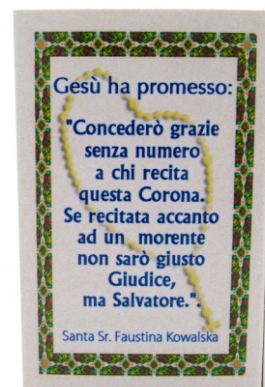 Gesù ha promesso:
"Concederò grazie
senza numero
a chi recita
questa Corona.
Se recitata accanto
ad un morente
non sarò giusto
Giudice,
ma Salvatore.".
Santa Sr. Faustina Kowalska